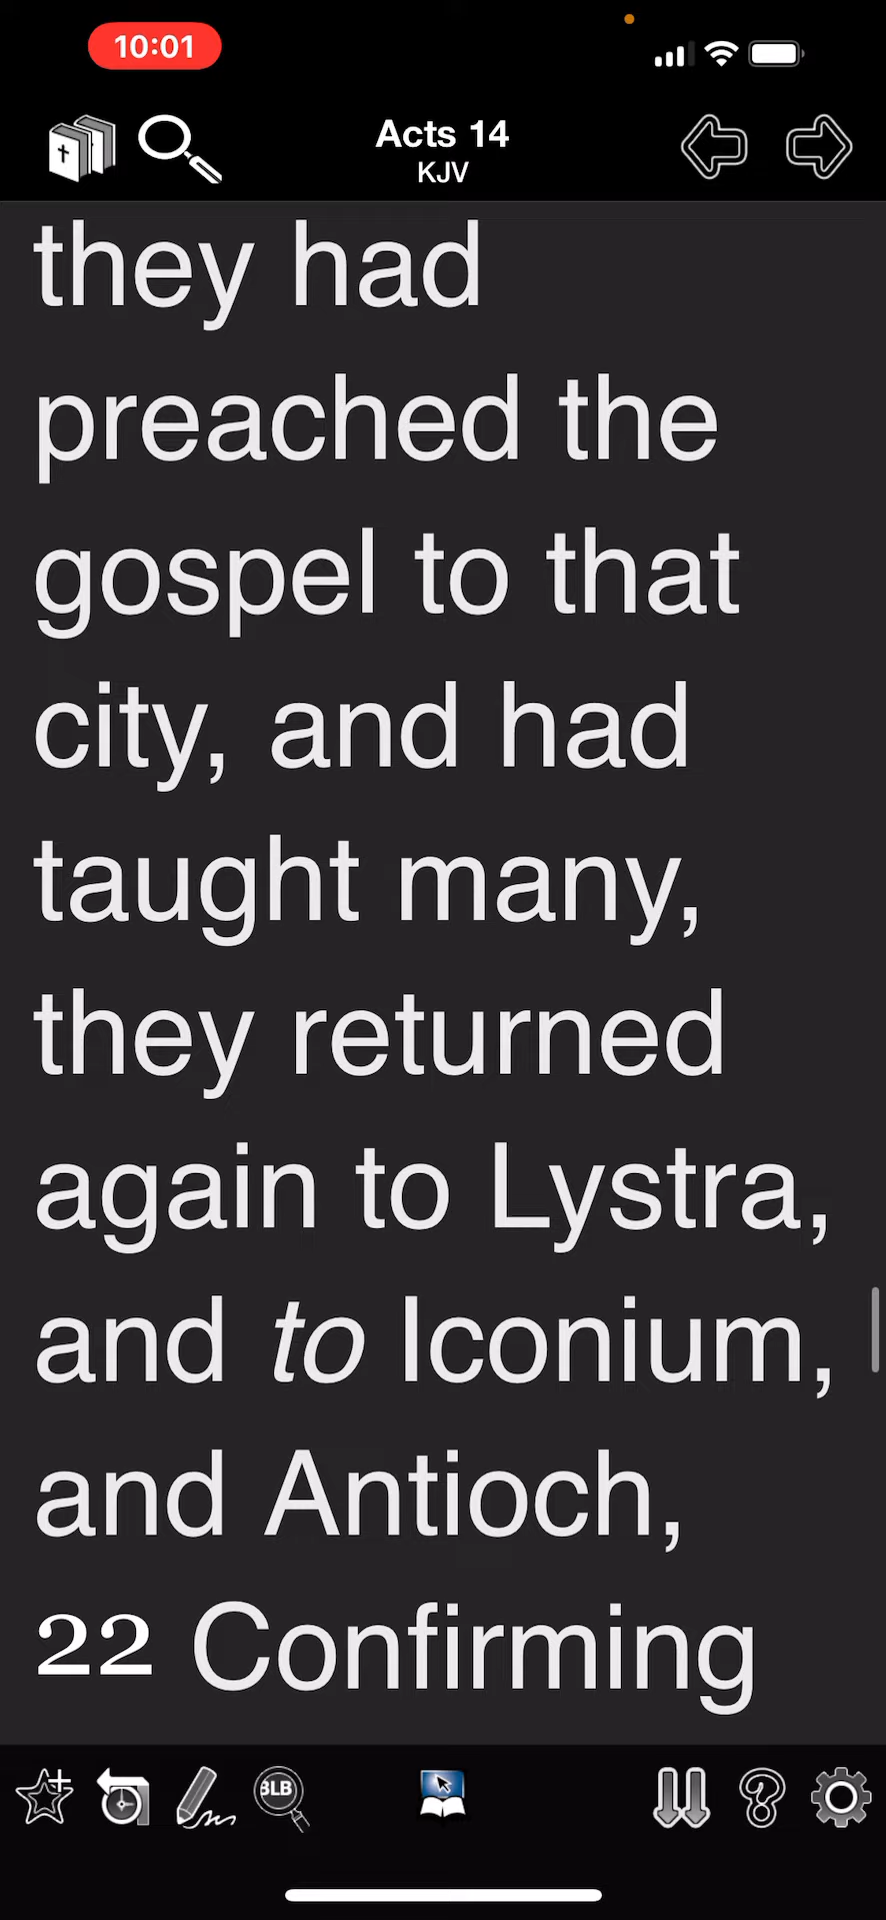 10:01
Acts 14
KJV
they had
preached the
gospel to that
city, and had
taught many,
they returned
again to Lystra,
and to Iconium,
and Antioch,
22 Confirming
BLB